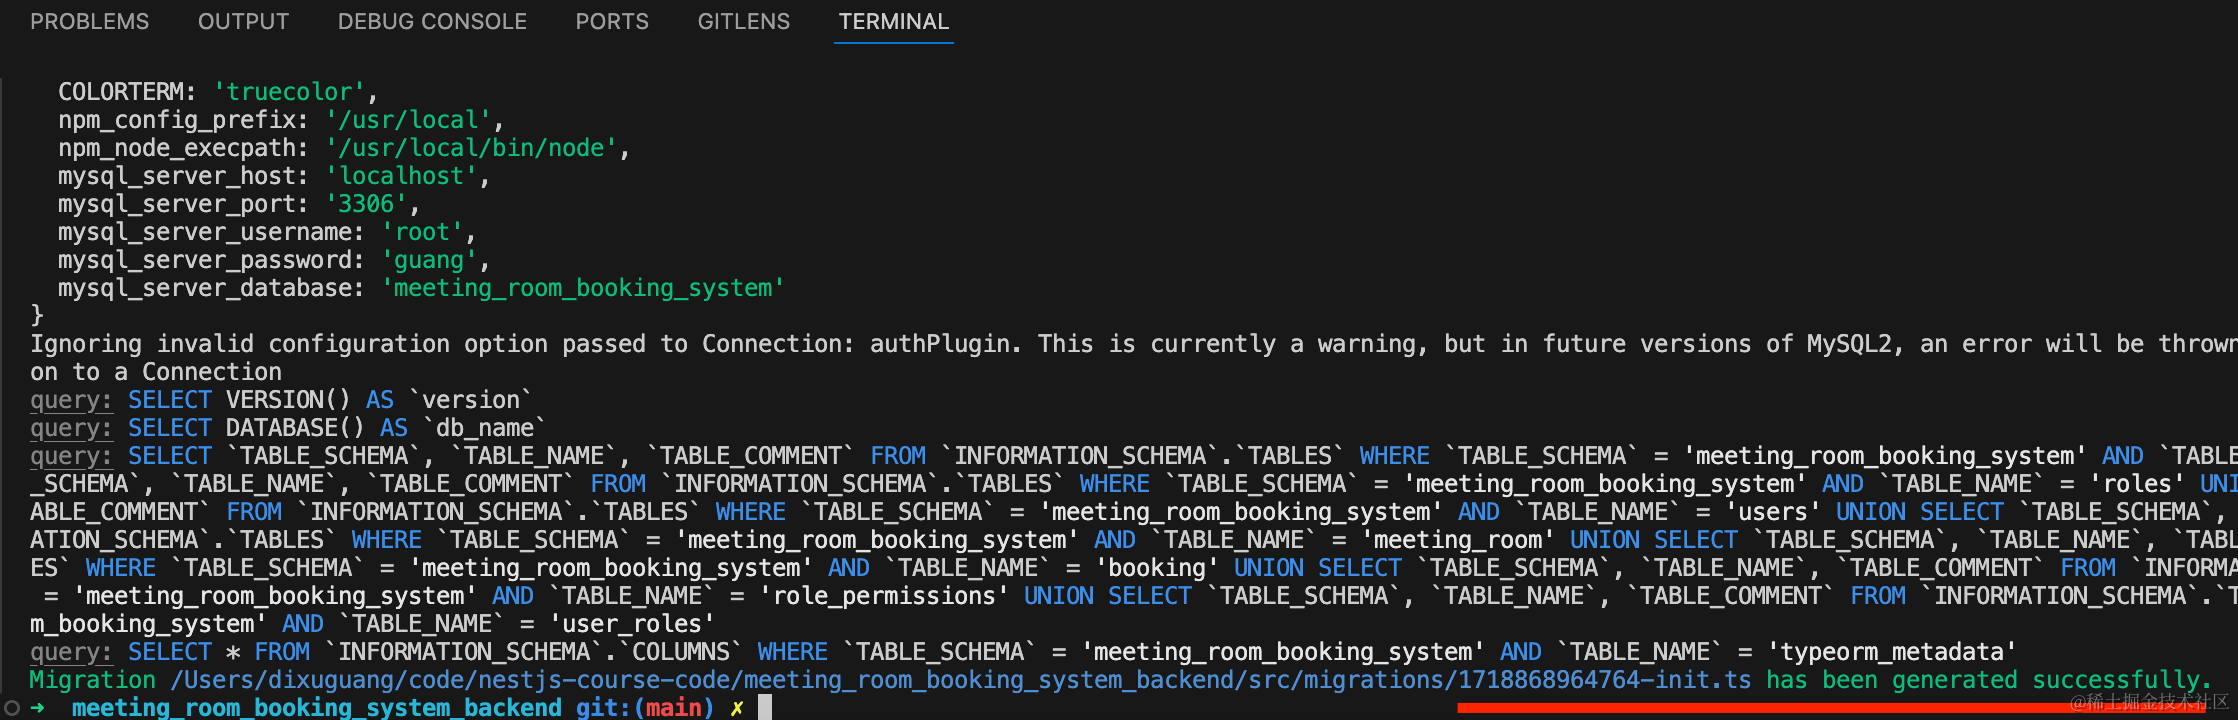 PROBLEMS OUTPUT DEBUG CONSOLE PORTS GITLENS TERMINAL
COLORTERM: 'truecolor',
npm_config_prefix: '/usr/local',
npm_node_execpath: '/usr/local/bin/node',
mysql_server_host: 'localhost',
mysql_server_port: '3306',
mysql_server_username: 'root',
mysql_server_password: 'guang',
mysql_server_database: 'meeting_room_booking_system'
}
Ignoring invalid configuration option passed to Connection: authPlugin. This is currently a warning, but in future versions of MySQL2, an error will be thrown
on to a Connection
query: SELECT VERSION() AS `version`
query: SELECT DATABASE() AS `db_name`
query: SELECT `TABLE_SCHEMA`, `TABLE_NAME`, `TABLE_COMMENT` FROM `INFORMATION_SCHEMA`.`TABLES` WHERE `TABLE_SCHEMA` = 'meeting_room_booking_system' AND `TABLE
_SCHEMA`, `TABLE_NAME`, `TABLE_COMMENT` FROM `INFORMATION_SCHEMA`.`TABLES` WHERE `TABLE_SCHEMA` = 'meeting_room_booking_system' AND `TABLE_NAME` = 'roles' UNI
ABLE_COMMENT` FROM `INFORMATION_SCHEMA`.`TABLES` WHERE `TABLE_SCHEMA` = 'meeting_room_booking_system' AND `TABLE_NAME` = 'users' UNION SELECT `TABLE_SCHEMA`,
ATION_SCHEMA`.`TABLES` WHERE `TABLE_SCHEMA` = 'meeting_room_booking_system' AND `TABLE_NAME` = 'meeting_room' UNION SELECT `TABLE_SCHEMA`, `TABLE_NAME`, `TABL
ES` WHERE `TABLE_SCHEMA` = 'meeting_room_booking_system' AND `TABLE_NAME` = 'booking' UNION SELECT `TABLE_SCHEMA`, `TABLE_NAME`, `TABLE_COMMENT` FROM `INFORMA
= 'meeting_room_booking_system' AND `TABLE_NAME` = 'role_permissions' UNION SELECT `TABLE_SCHEMA`, `TABLE_NAME`, `TABLE_COMMENT` FROM `INFORMATION_SCHEMA`.`T
m_booking_system' AND `TABLE_NAME` = 'user_roles'
query: SELECT * FROM `INFORMATION_SCHEMA`.`COLUMNS` WHERE `TABLE_SCHEMA` = 'meeting_room_booking_system' AND `TABLE_NAME` = 'typeorm_metadata'
Migration /Users/dixuguang/code/nestjs-course-code/meeting_room_booking_system_backend/src/migrations/1718868964764-init.ts has been generated successfully.
➜ meeting_room_booking_system_backend git:(main) ✗
@稀土掘金技术社区